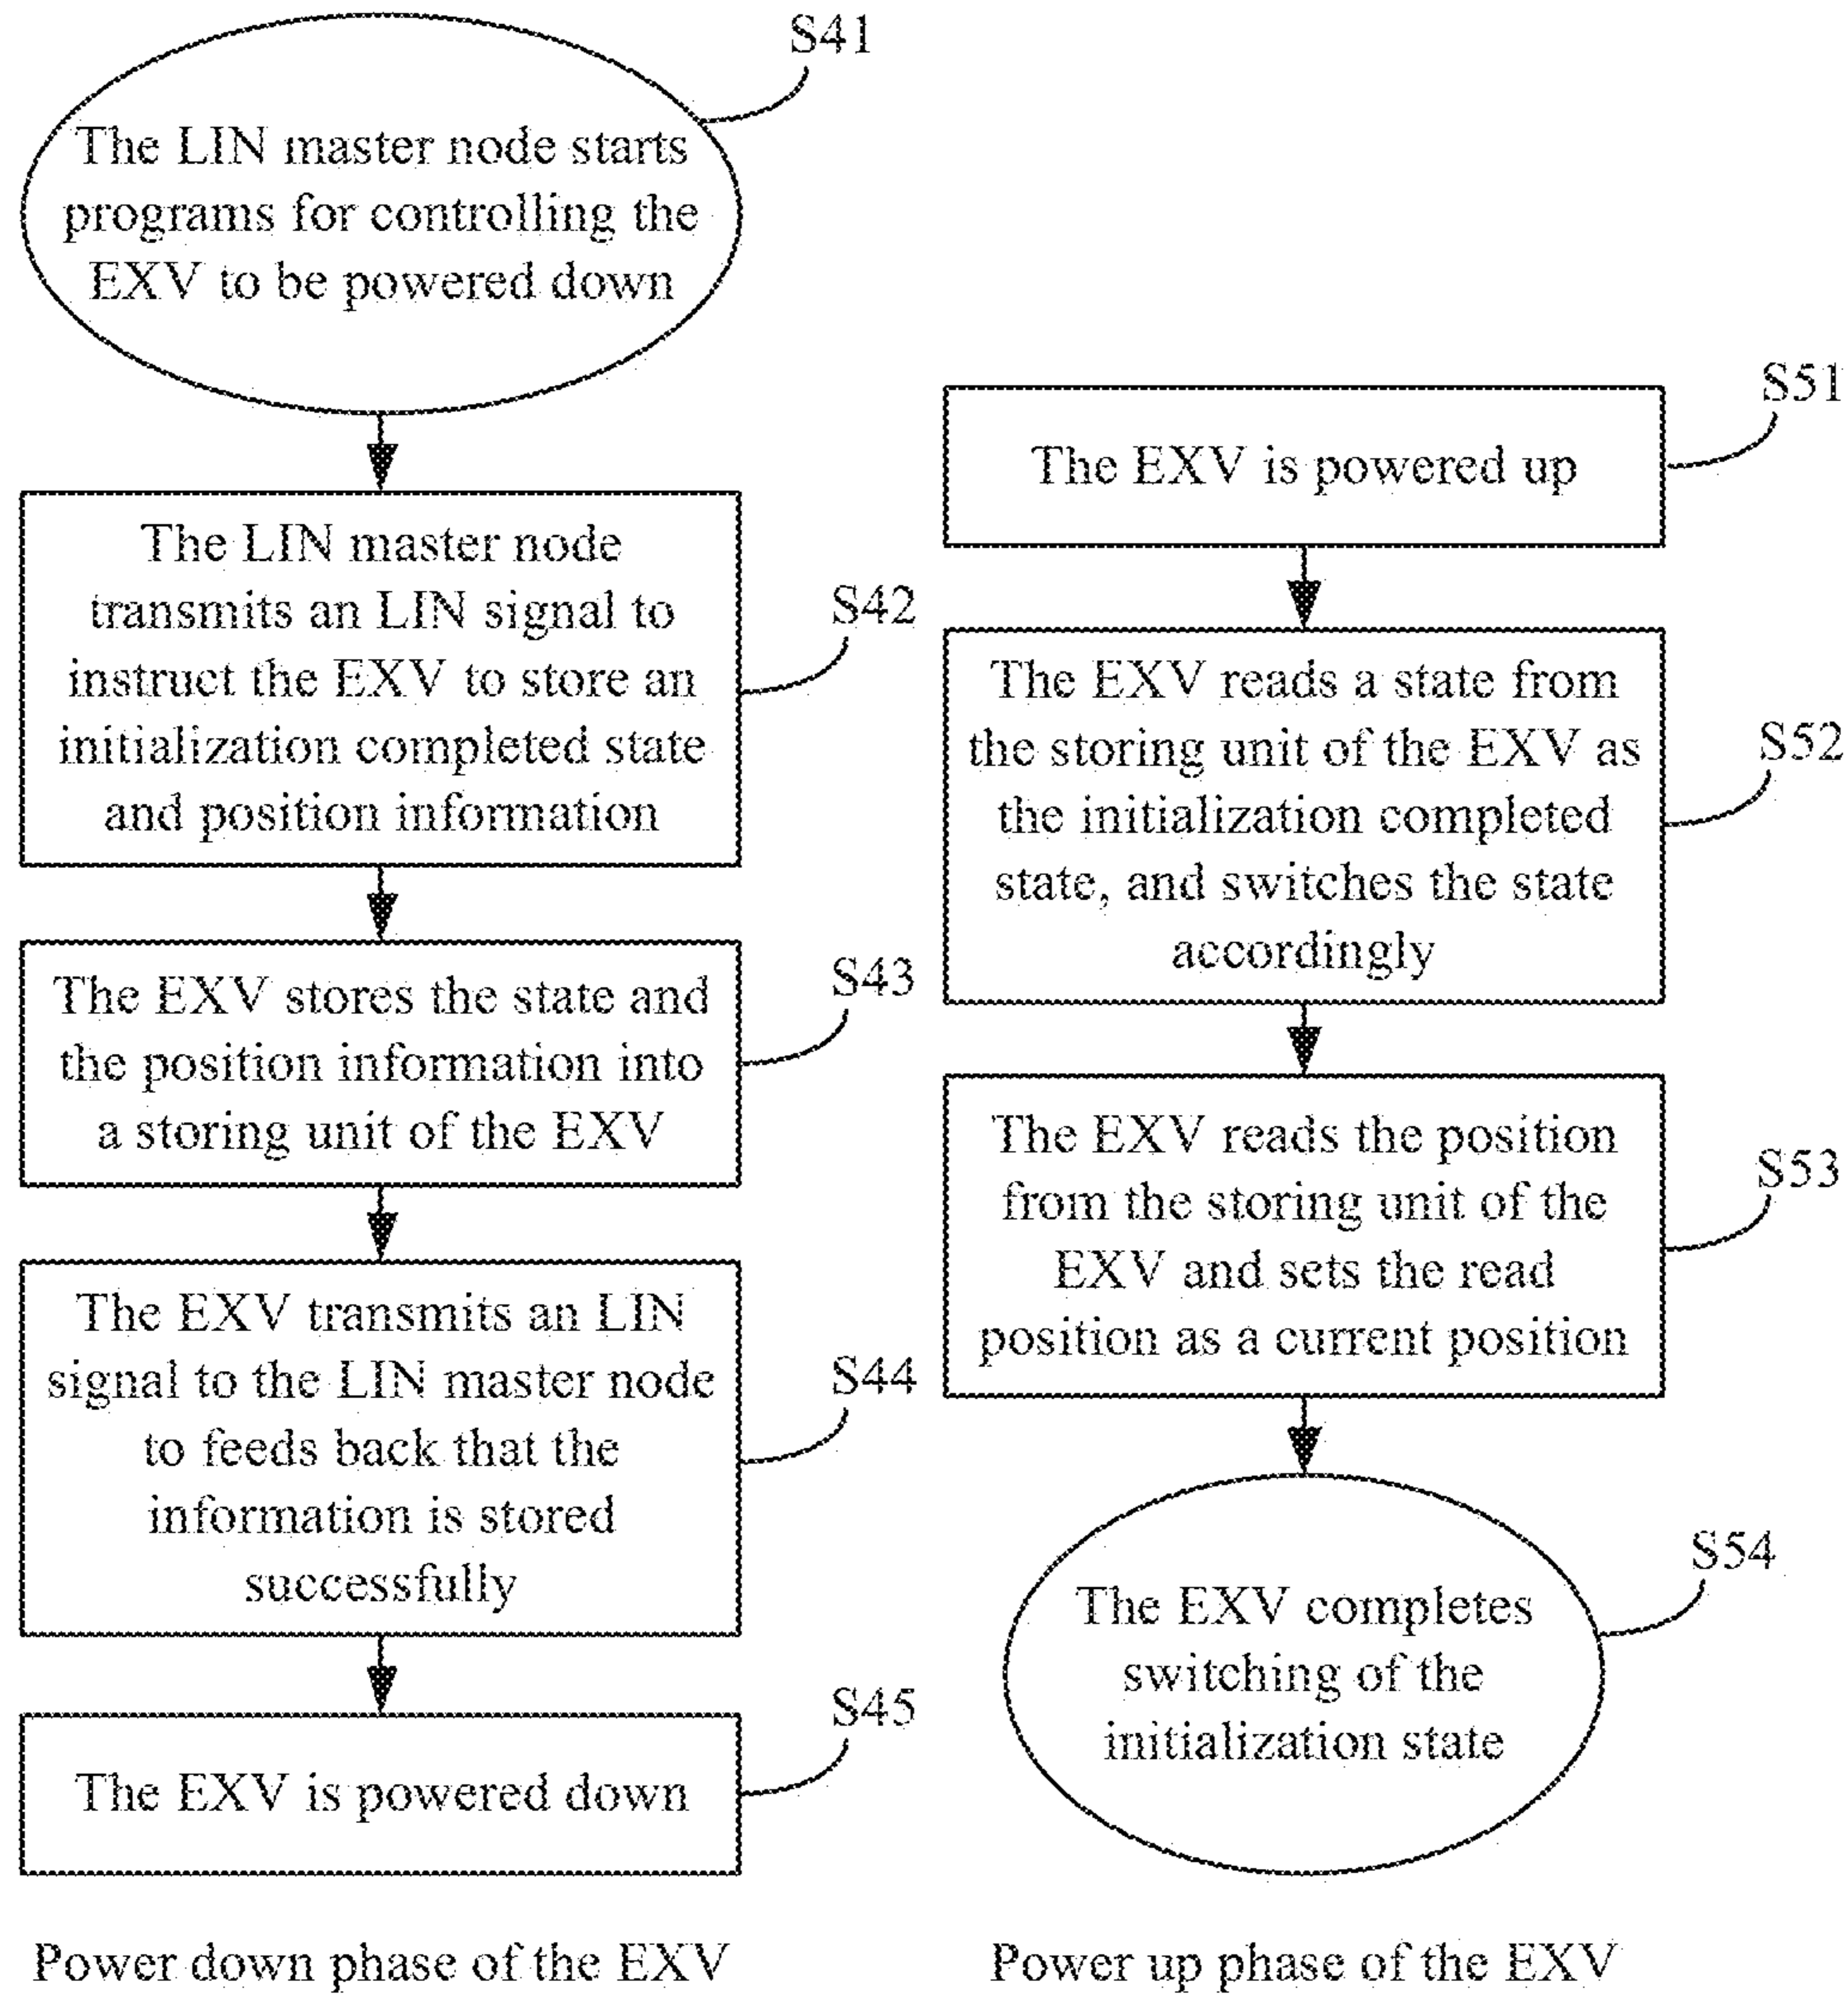 S41
The LIN master node starts
programs for controlling the
EXV to be powered down
S42
The LIN master node
transmits an LIN signal to
instruct the EXV to store an
initialization completed state
and position information
S43
The EXV stores the state and
the position information into
a storing unit of the EXV
S44
The EXV transmits an LIN
signal to the LIN master node
to feeds back that the
information is stored
successfully
S45
The EXV is powered down
Power down phase of the EXV
S51
The EXV is powered up
S52
The EXV reads a state from
the storing unit of the EXV as
the initialization completed
state, and switches the state
accordingly
S53
The EXV reads the position
from the storing unit of the
EXV and sets the read
position as a current position
S54
The EXV completes
switching of the
initialization state
Power up phase of the EXV